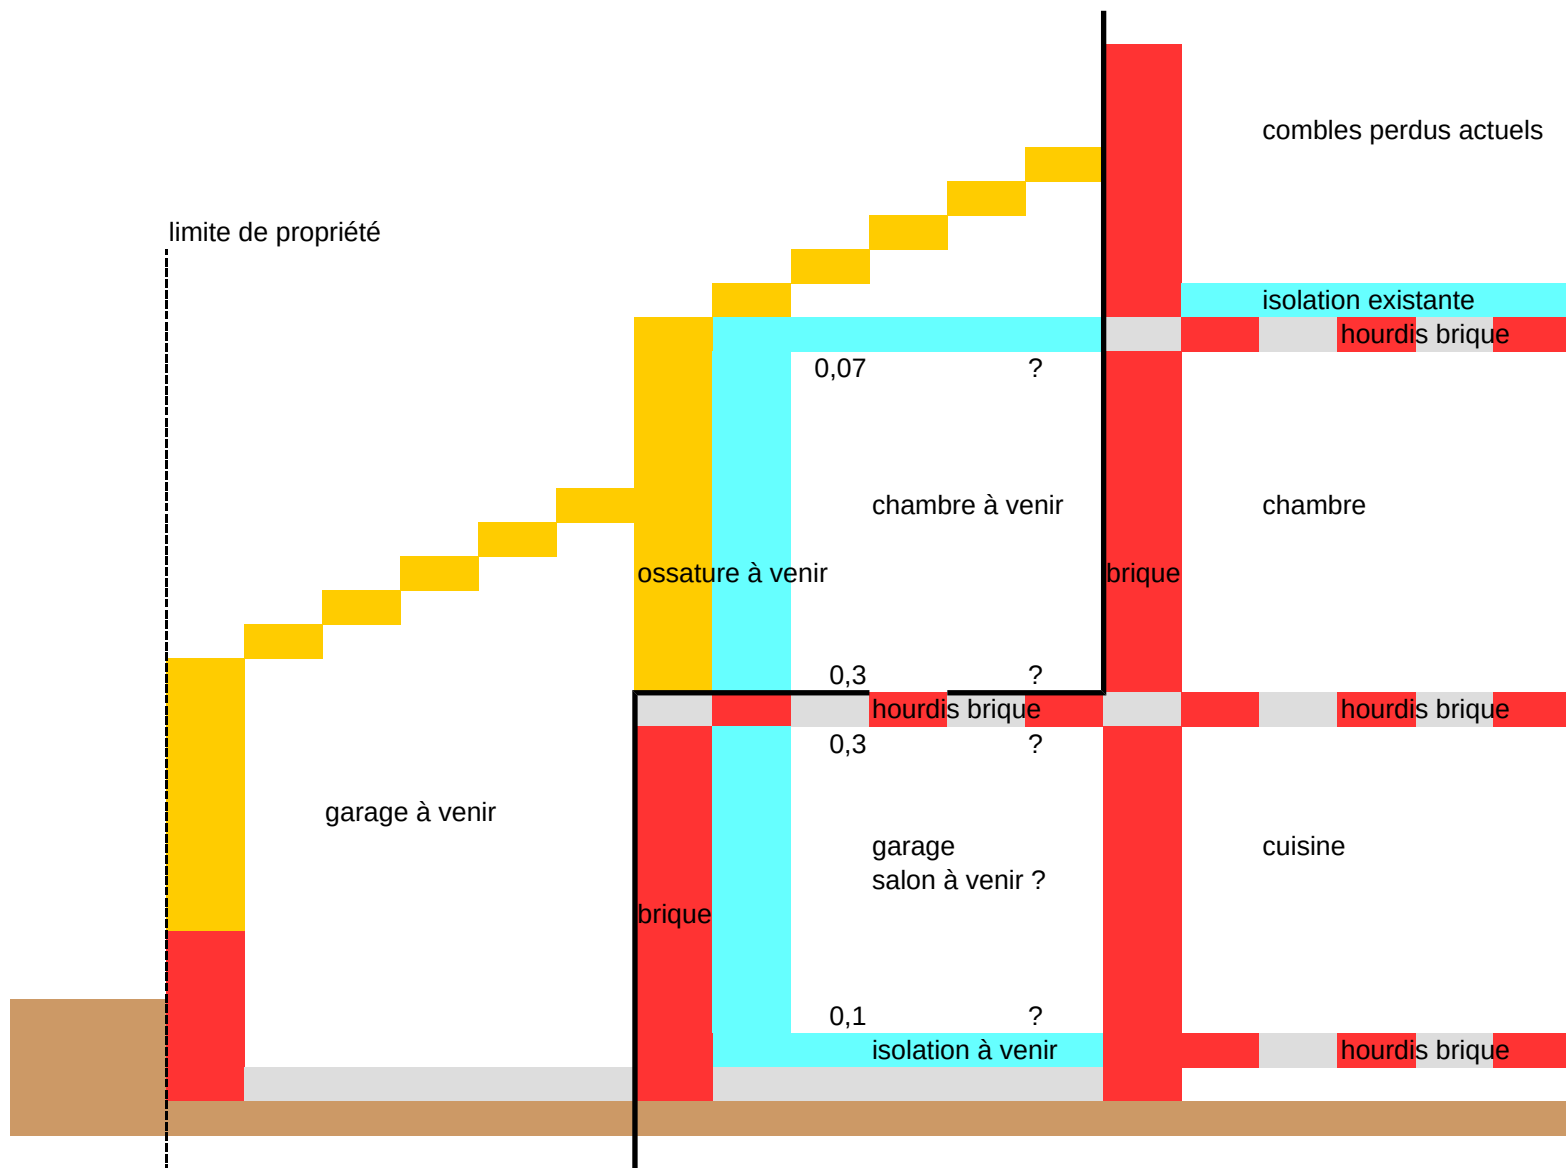 combles perdus actuels
limite de propriété
isolation existante
hourdis brique
0,07 ?
chambre à venir
chambre
ossature à venir
brique
0,3 ?
hourdis brique
hourdis brique
0,3 ?
garage à venir
garage
salon à venir ?
cuisine
brique
0,1 ?
isolation à venir
hourdis brique